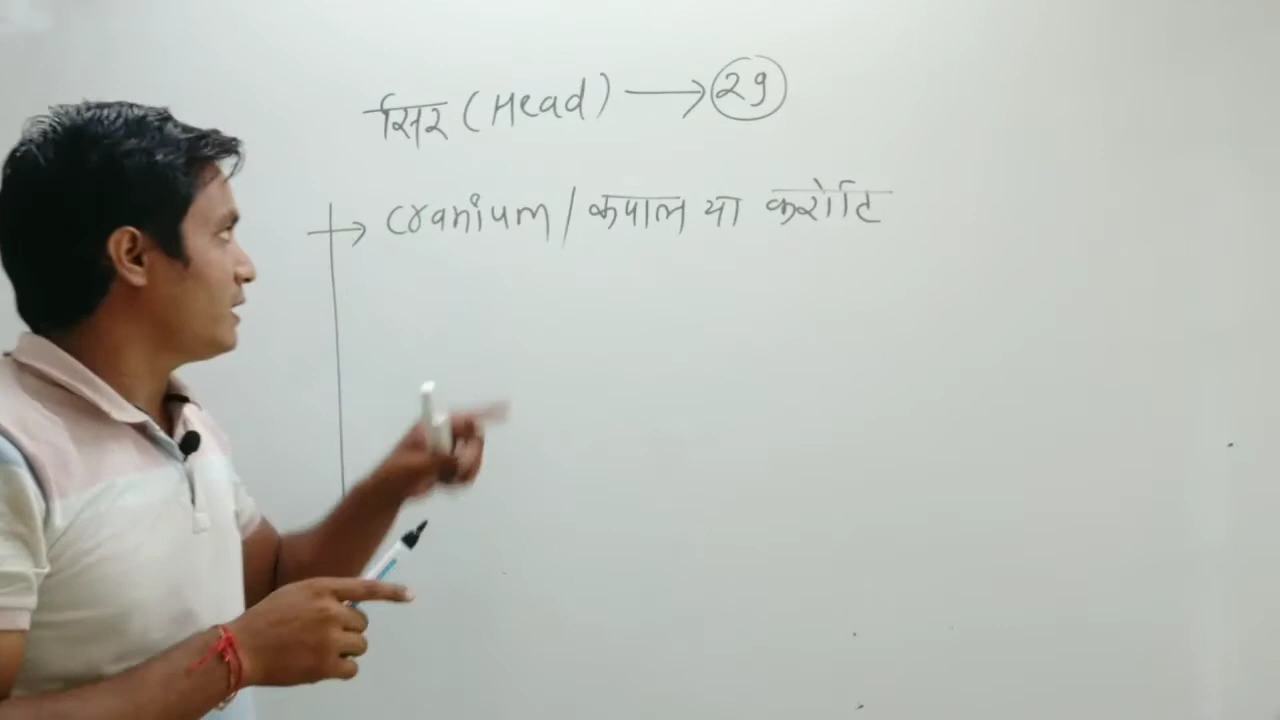 सिर (Head) → 29
→ Cranium / कपाल या करोटि